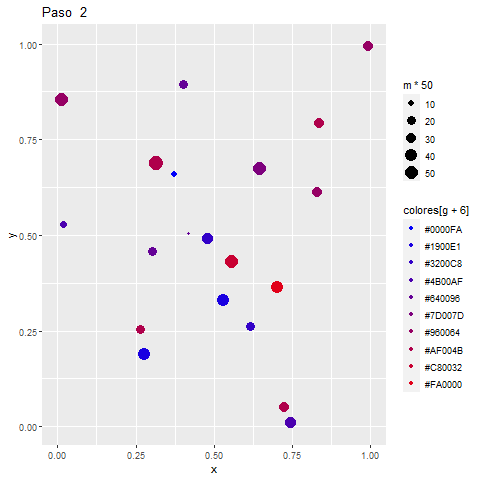 Paso 2
1.00
0.75
0.50
0.25
0.00
y
0.00
0.25
0.50
0.75
1.00
x
m * 50
10
20
30
40
50
colores[g + 6]
#0000FA
#1900E1
#3200C8
#4B00AF
#640096
#7D007D
#960064
#AF004B
#C80032
#FA0000